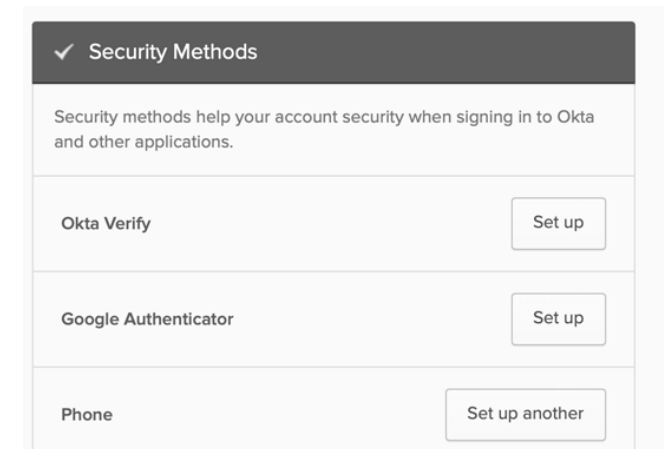 Security Methods
Security methods help your account security when signing in to Okta
and other applications.
Okta Verify
Set up
Google Authenticator
Set up
Phone
Set up another